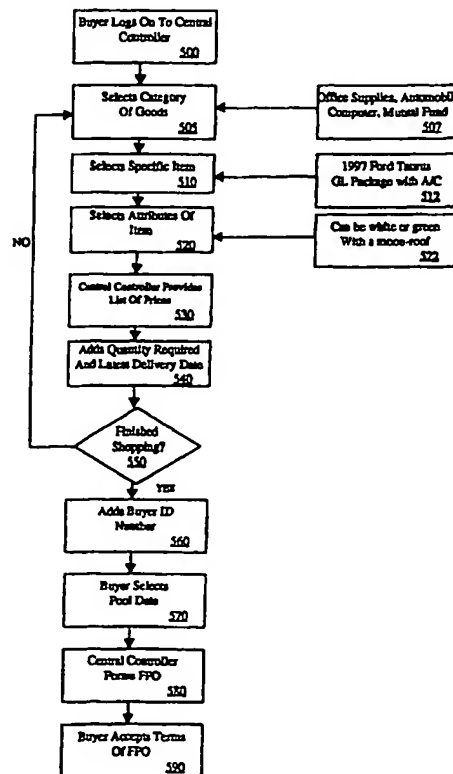 Buyer Logs On To Central
Controller
500
Selects Category
Of Goods
505
Office Supplies, Automobile
Computer, Mutual Fund
507
Selects Specific Item
510
1997 Ford Taurus
GL Package with A/C
512
Selects Attributes Of
Item
520
Can be white or green
With a moon-roof
522
NO
Central Controller Provides
List Of Prices
530
Adds Quantity Required
And Latest Delivery Date
540
Finished
Shopping?
550
YES
Adds Buyer ID
Number
560
Buyer Selects
Pool Date
570
Central Controller
Forms FPO
580
Buyer Accepts Terms
Of FPO
590